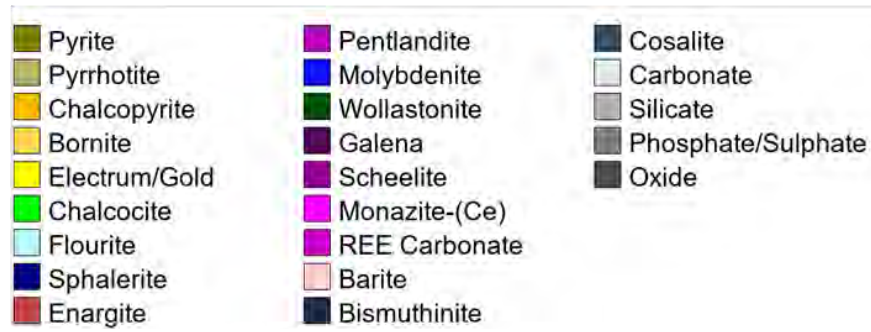 Pyrite
Pyrrhotite
Chalcopyrite
Bornite
Electrum/Gold
Chalcocite
Flourite
Sphalerite
Enargite
Pentlandite
Molybdenite
Wollastonite
Galena
Scheelite
Monazite-(Ce)
REE Carbonate
Barite
Bismuthinite
Cosalite
Carbonate
Silicate
Phosphate/Sulphate
Oxide